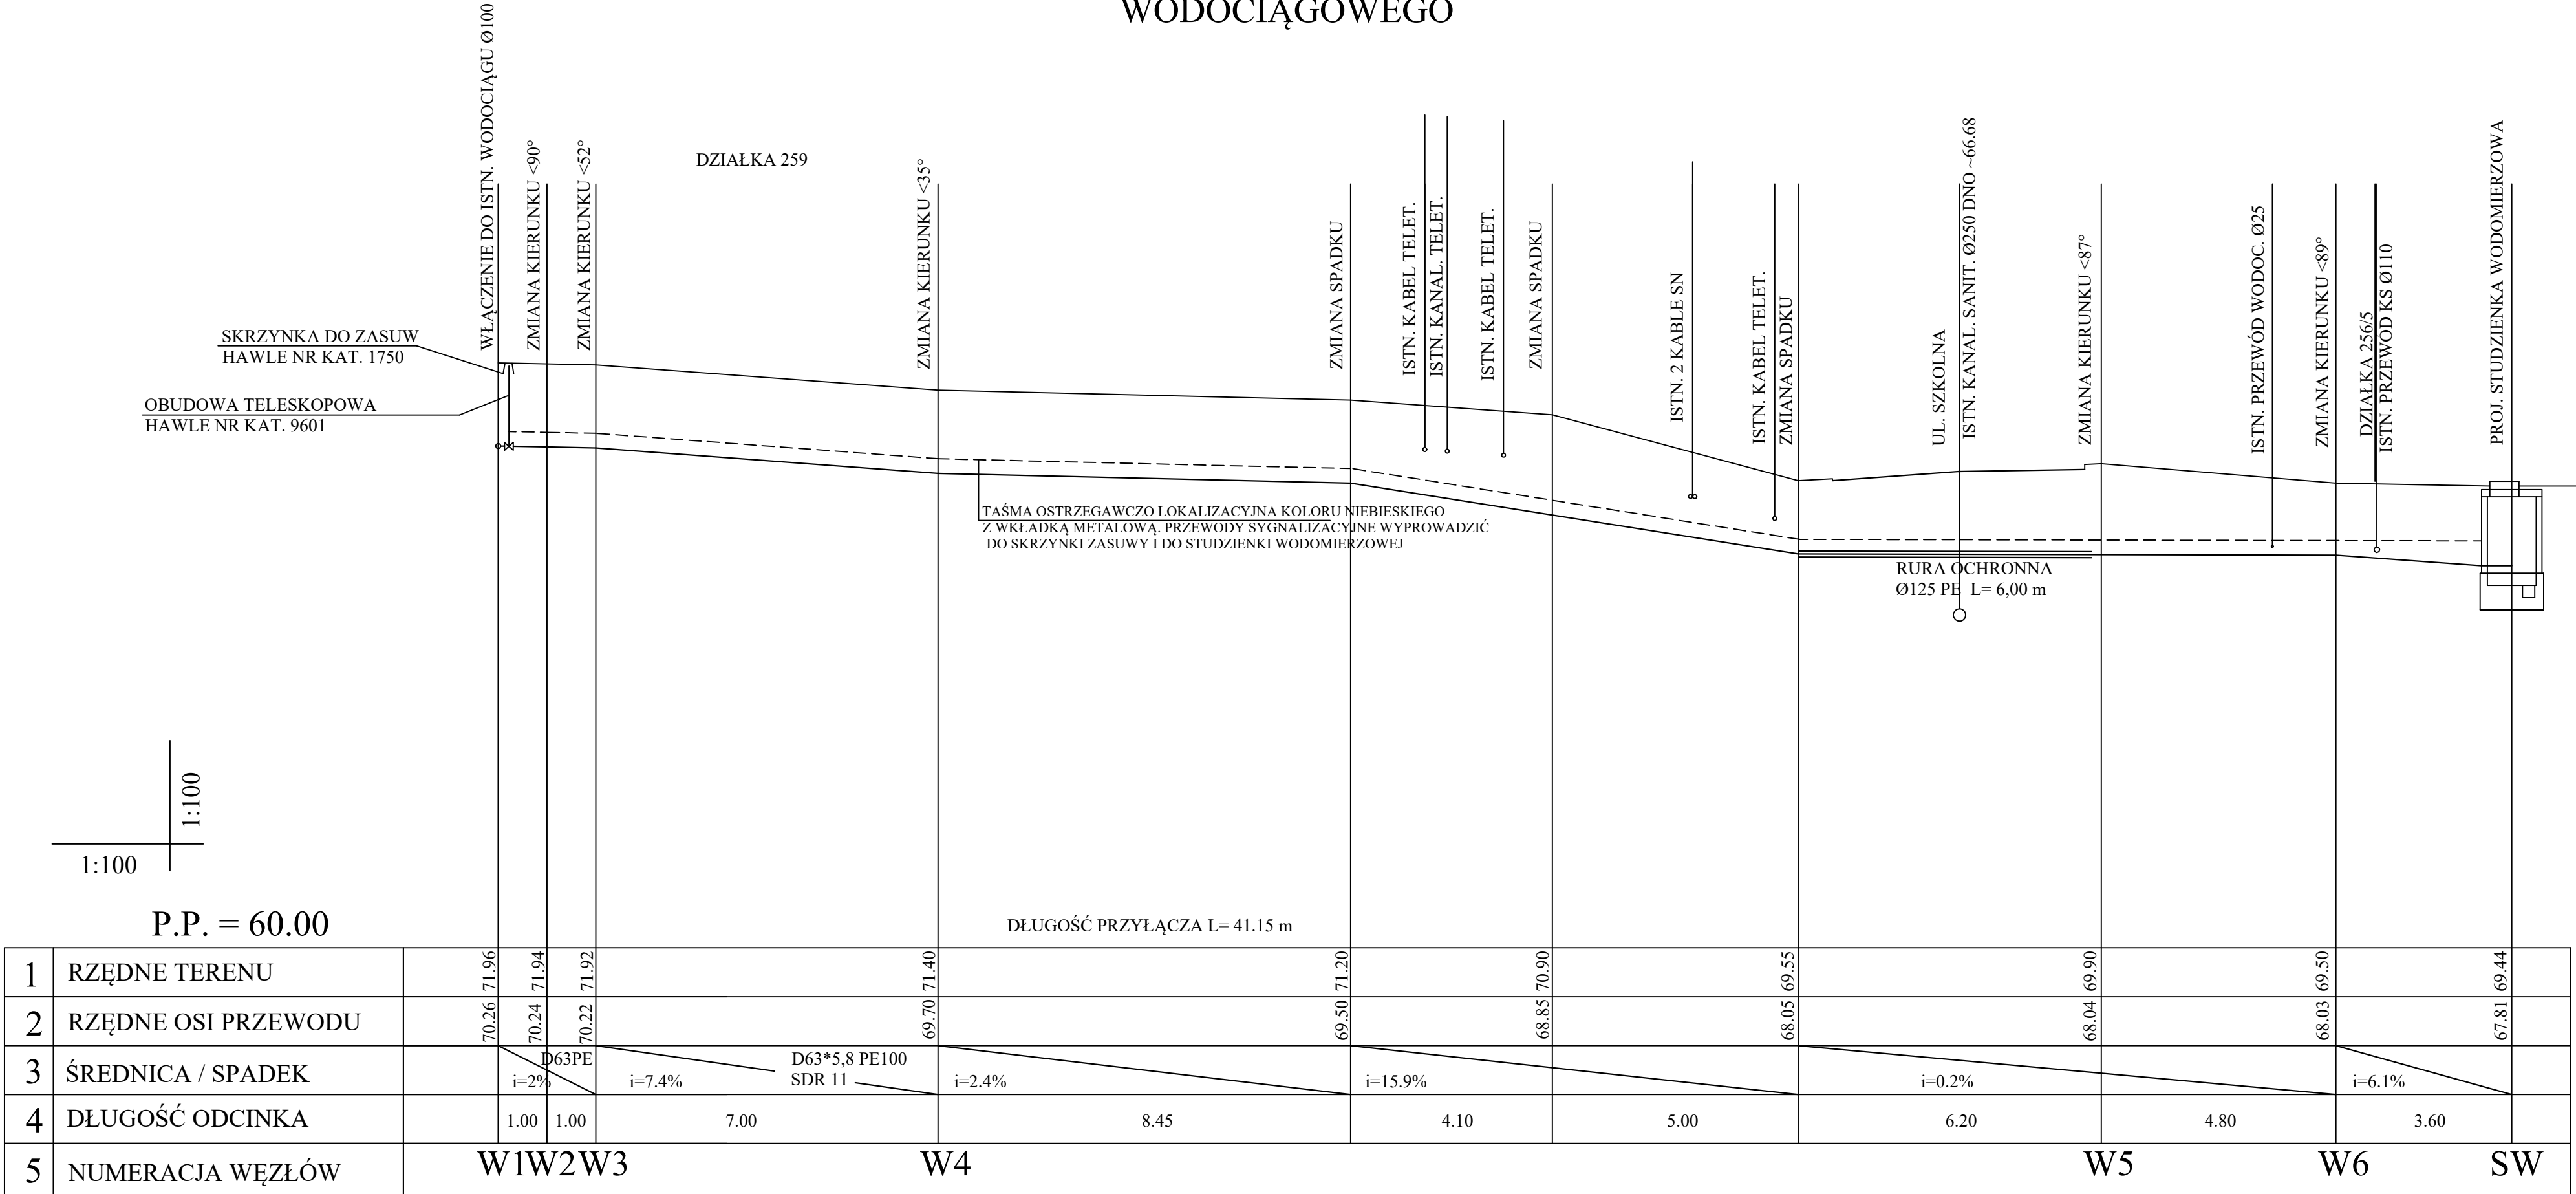 WODOCIĄGOWEGO
WŁĄCZENIE DO ISTN. WODOCIĄGU Ø100
ZMIANA KIERUNKU <90°
ZMIANA KIERUNKU <52°
DZIAŁKA 259
ZMIANA KIERUNKU <35°
ZMIANA SPADKU
ISTN. KABEL TELET.
ISTN. KANAL. TELET.
ISTN. KABEL TELET.
ZMIANA SPADKU
ISTN. 2 KABLE SN
ISTN. KABEL TELET.
ZMIANA SPADKU
UL. SZKOLNA
ISTN. KANAL. SANIT. Ø250 DNO ~66.68
ZMIANA KIERUNKU <87°
ISTN. PRZEWÓD WODOC. Ø25
ZMIANA KIERUNKU <89°
DZIAŁKA 256/5
ISTN. PRZEWÓD KS Ø110
PROJ. STUDZIENKA WODOMIERZOWA
SKRZYNKA DO ZASUW
HAWLE NR KAT. 1750
OBUDOWA TELESKOPOWA
HAWLE NR KAT. 9601
TAŚMA OSTRZEGAWCZO LOKALIZACYJNA KOLORU NIEBIESKIEGO
Z WKŁADKĄ METALOWĄ. PRZEWODY SYGNALIZACYJNE WYPROWADZIĆ
DO SKRZYNKI ZASUWY I DO STUDZIENKI WODOMIERZOWEJ
RURA OCHRONNA
Ø125 PE L= 6,00 m
1:100
1:100
P.P. = 60.00
DŁUGOŚĆ PRZYŁĄCZA L= 41.15 m
1 RZĘDNE TERENU 71.96 71.94 71.92 71.40 71.20 70.90 69.55 69.90 69.50 69.44
2 RZĘDNE OSI PRZEWODU 70.26 70.24 70.22 69.70 69.50 68.85 68.05 68.04 68.03 67.81
3 ŚREDNICA / SPADEK
D63PE D63*5,8 PE100
SDR 11
i=2% i=7.4% i=2.4% i=15.9% i=0.2% i=6.1%
4 DŁUGOŚĆ ODCINKA 1.00 1.00 7.00 8.45 4.10 5.00 6.20 4.80 3.60
5 NUMERACJA WĘZŁÓW W1 W2 W3 W4 W5 W6 SW